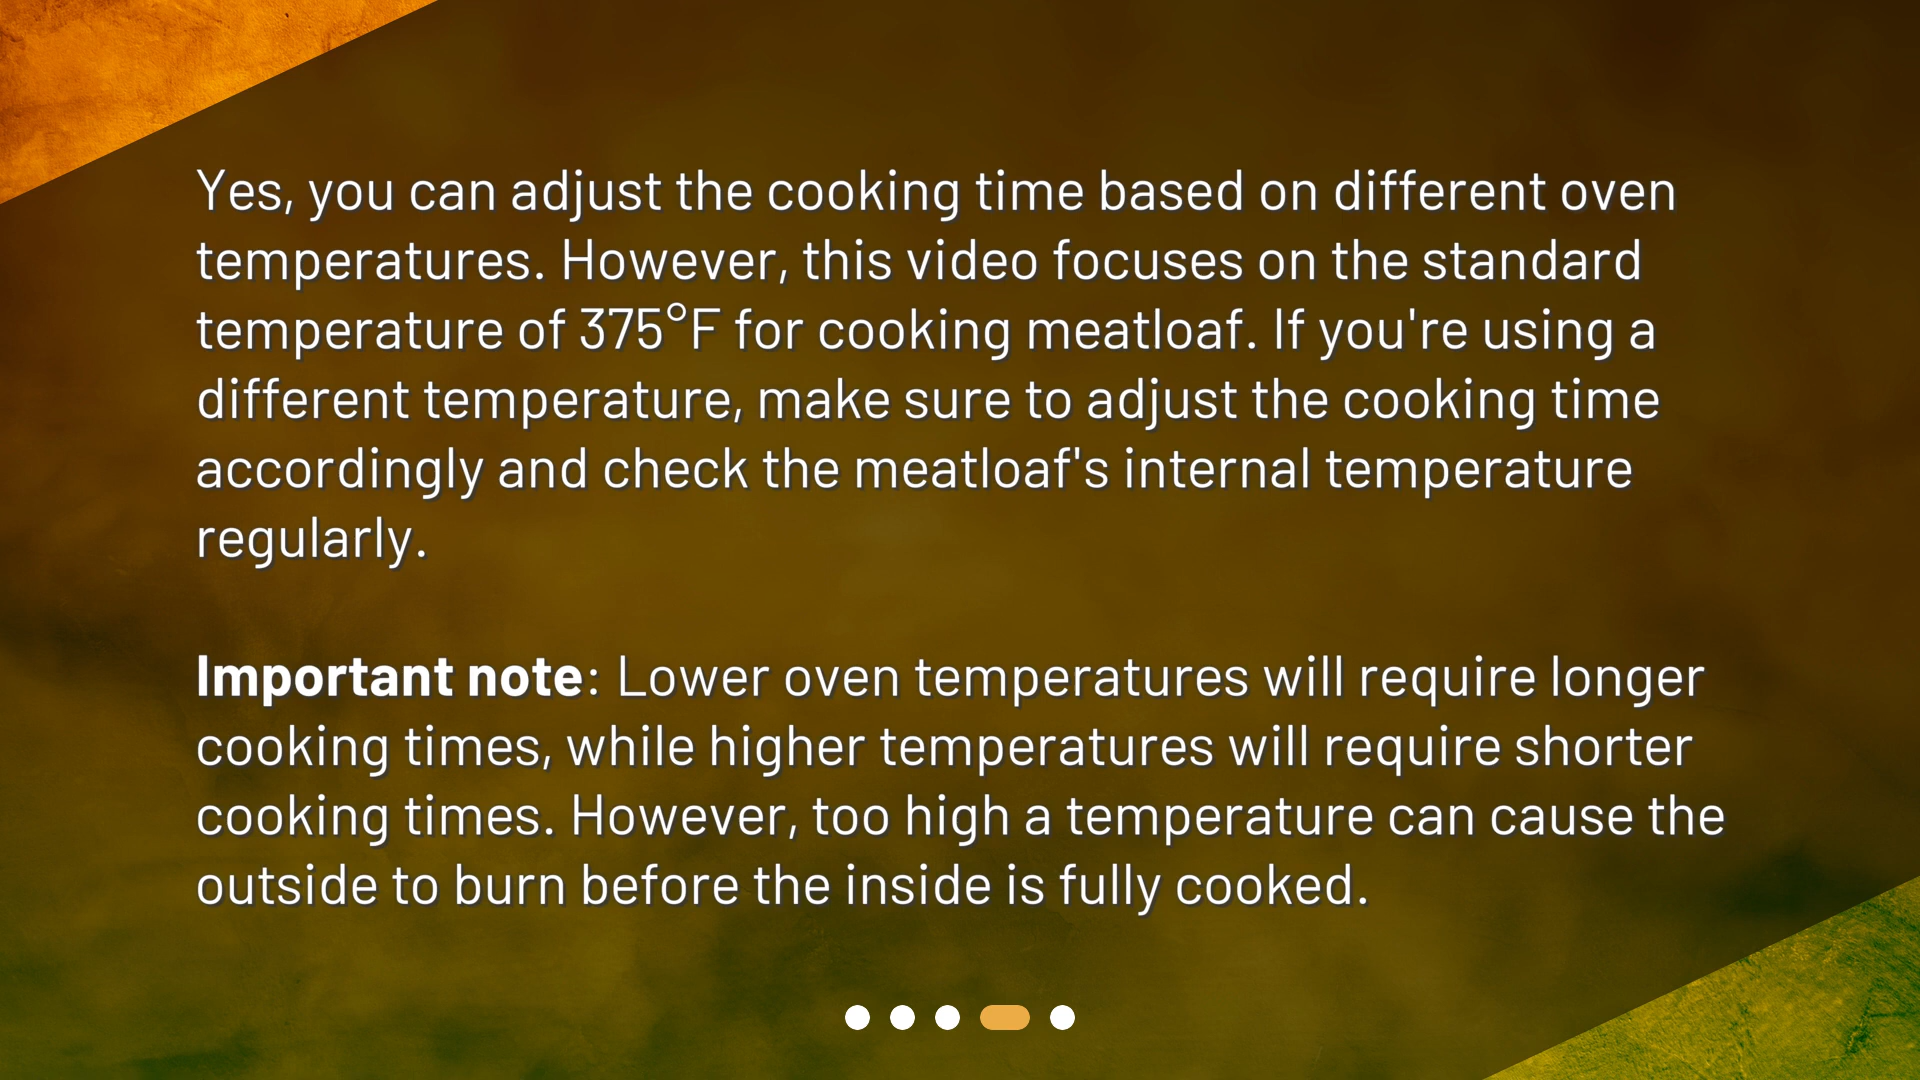 Yes, you can adjust the cooking time based on different oven
temperatures. However, this video focuses on the standard
temperature of 375°F for cooking meatloaf. If you're using a
different temperature, make sure to adjust the cooking time
accordingly and check the meatloaf's internal temperature
regularly.
Important note: Lower oven temperatures will require longer
cooking times, while higher temperatures will require shorter
cooking times. However, too high a temperature can cause the
outside to burn before the inside is fully cooked.